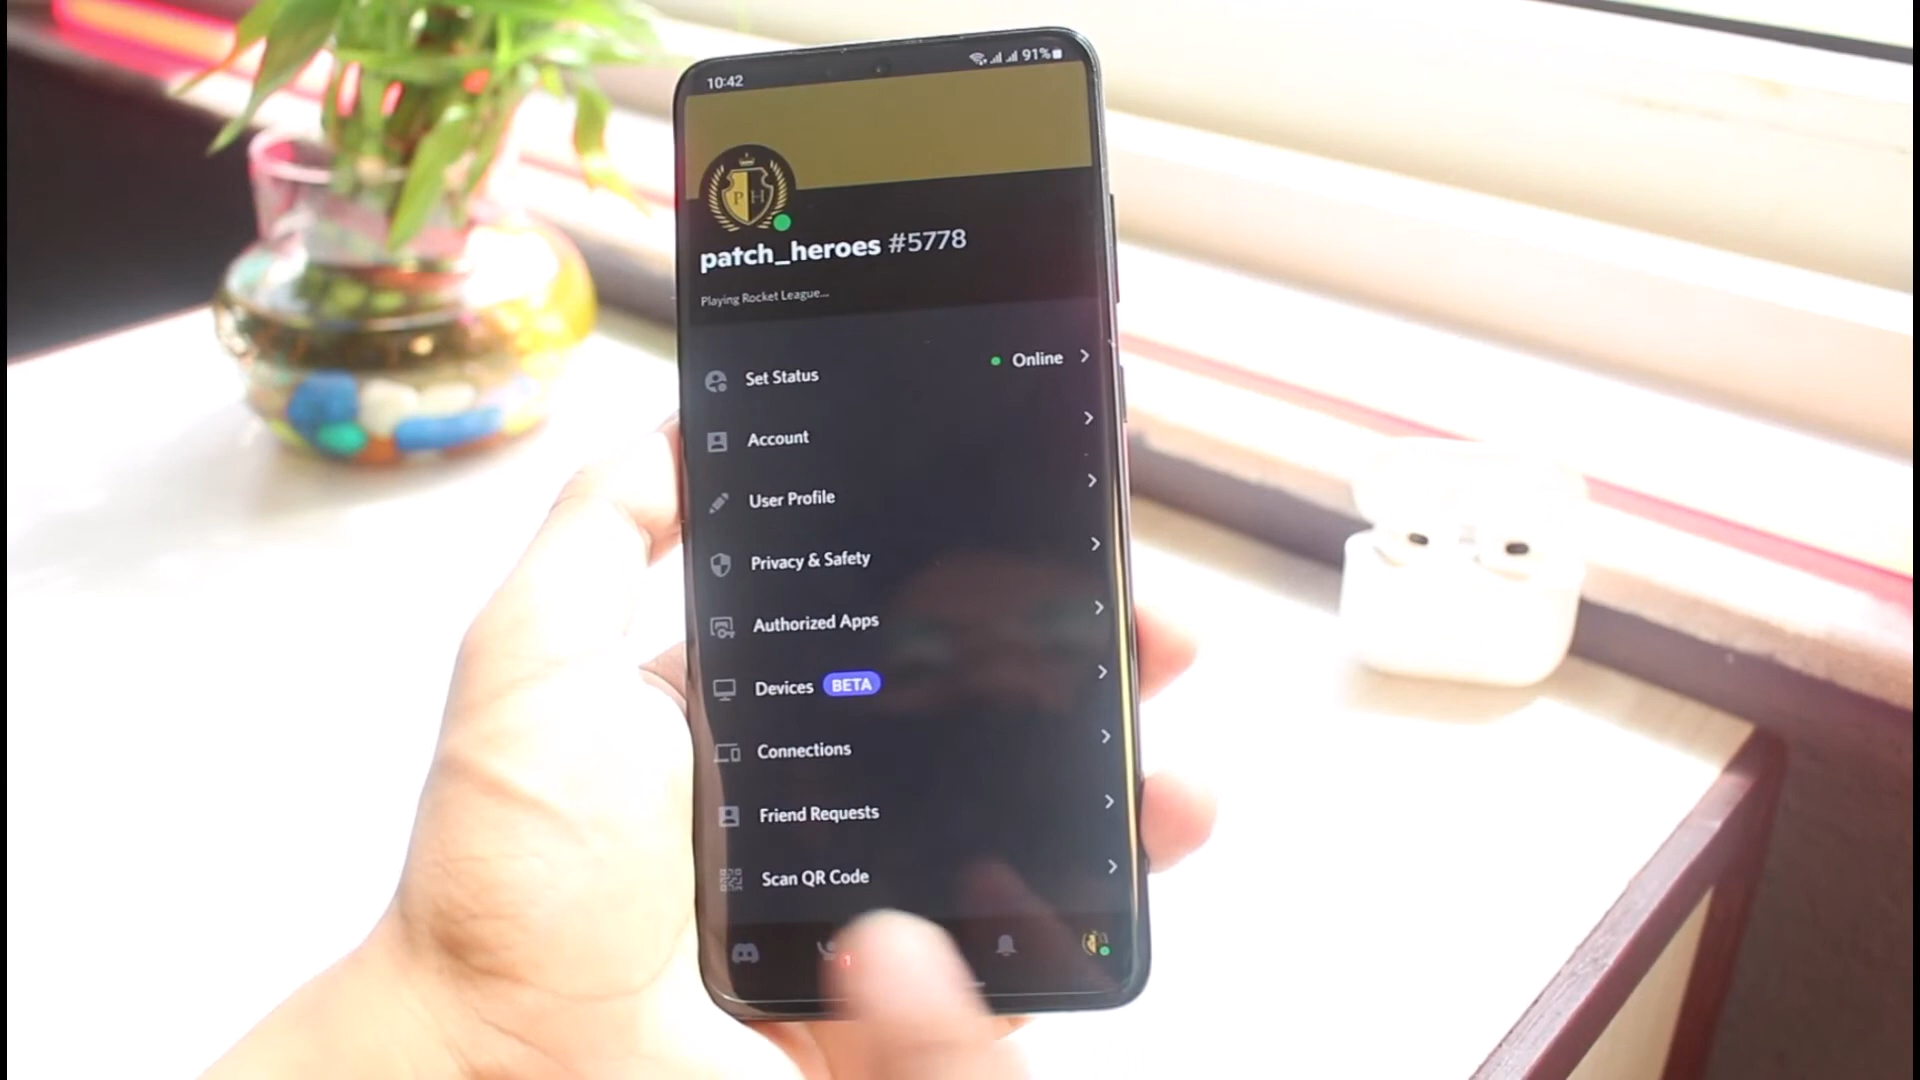 10:42
91%
P H
patch_heroes #5778
Playing Rocket League...
Set Status
Online
Account
User Profile
Privacy & Safety
Authorized Apps
Devices BETA
Connections
Friend Requests
Scan QR Code
1